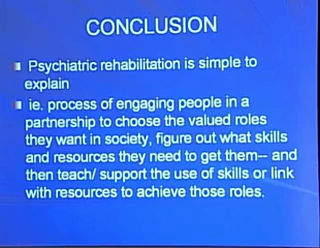 CONCLUSION
Psychiatric rehabilitation is simple to
explain
ie. process of engaging people in a
partnership to choose the valued roles
they want in society, figure out what skills
and resources they need to get them-- and
then teach/ support the use of skills or link
with resources to achieve those roles.